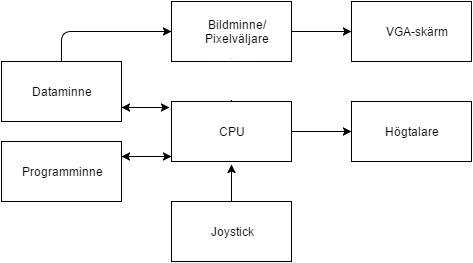 Bildminne/
Pixelväljare
VGA-skärm
Dataminne
CPU
Högtalare
Programminne
Joystick